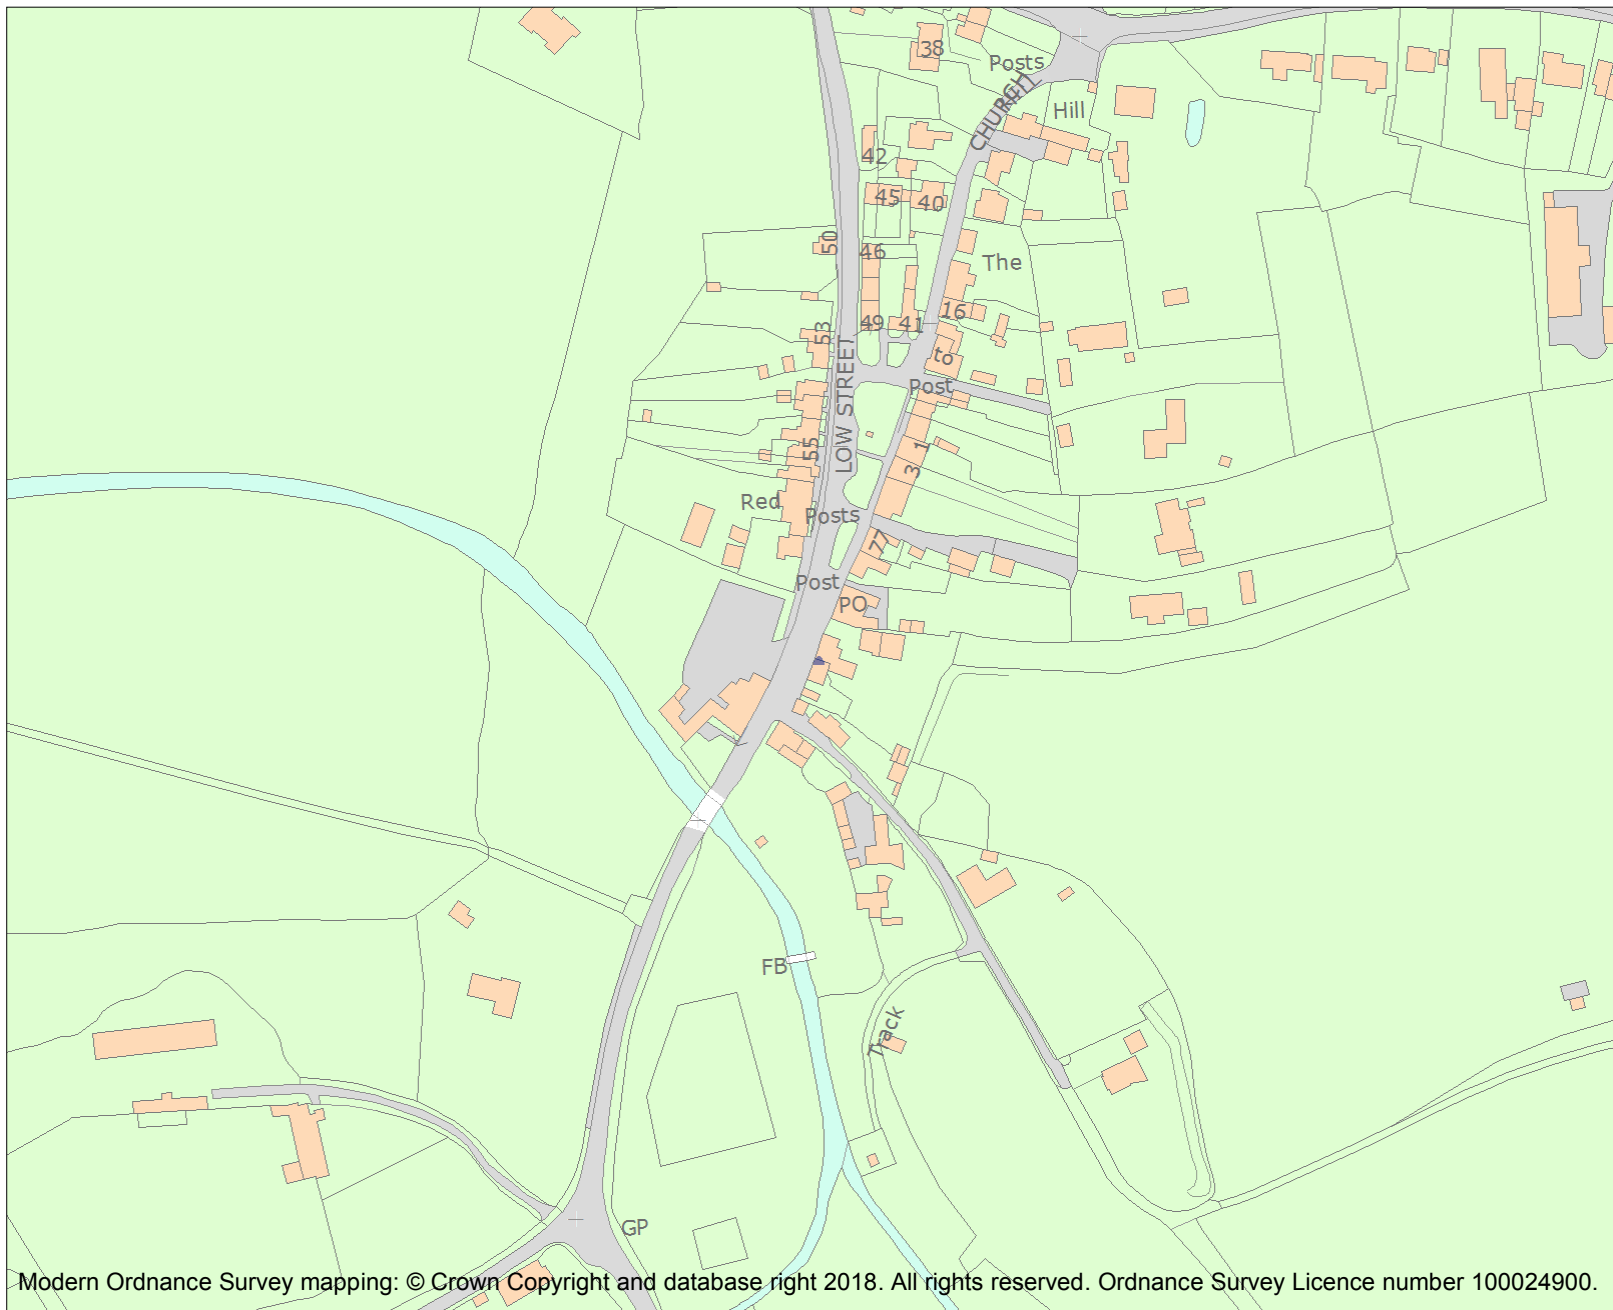 38
Posts
CHURCH
HILL
Hill
42
45
40
50
46
The
16
49
41
53
to
LOW STREET
Post
1
55
3
Red
Posts
77
Post
PO
FB
Track
GP
Modern Ordnance Survey mapping: © Crown Copyright and database right 2018. All rights reserved. Ordnance Survey Licence number 100024900.